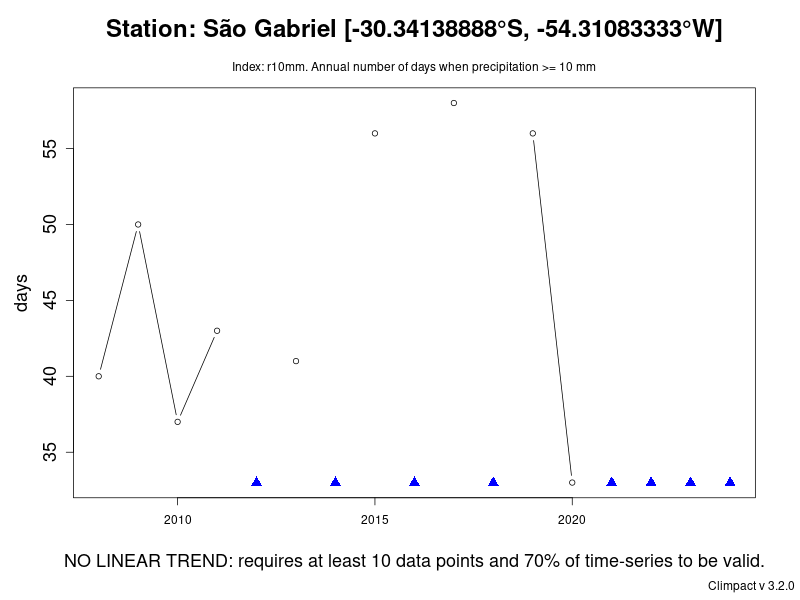 Station: São Gabriel [-30.34138888°S, -54.31083333°W]
Index: r10mm. Annual number of days when precipitation >= 10 mm
55
50
45
40
35
days
2010 2015 2020
NO LINEAR TREND: requires at least 10 data points and 70% of time-series to be valid.
Climpact v 3.2.0